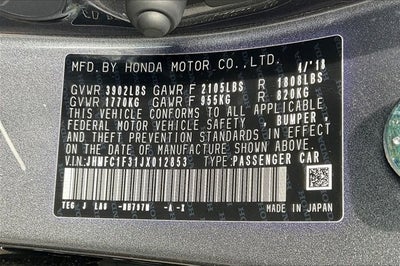 MFD.BY HONDA MOTOR CO.,LTD. 4/'18
GVWR 3902LBS GAWR F 2105LBS R 1808LBS
GVWR 1770KG GAWR F 955KG R 820KG
THIS VEHICLE CONFORMS TO ALL APPLICABLE
FEDERAL MOTOR VEHICLE SAFETY, BUMPER,
AND THEFT PREVENTION STANDARDS IN EFFECT
ON THE DATE OF MANUFACTURE SHOWN ABOVE.
V.I.N:JHMFC1F31JX012853 TYPE:PASSENGER CAR
TEG J -NH797M -A -X MADE IN JAPAN